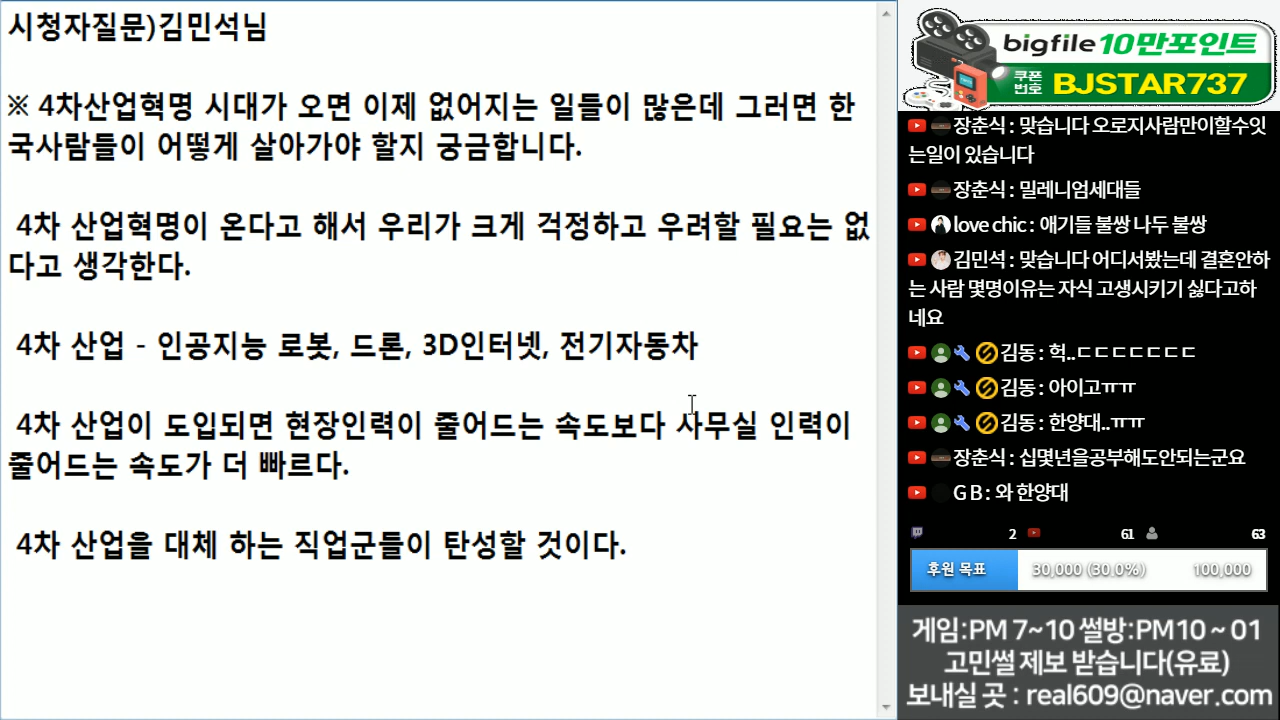 시청자질문)김민석님
※ 4차산업혁명 시대가 오면 이제 없어지는 일들이 많은데 그러면 한
국사람들이 어떻게 살아가야 할지 궁금합니다.
4차 산업혁명이 온다고 해서 우리가 크게 걱정하고 우려할 필요는 없
다고 생각한다.
4차 산업 - 인공지능 로봇, 드론, 3D인터넷, 전기자동차
4차 산업이 도입되면 현장인력이 줄어드는 속도보다 사무실 인력이
줄어드는 속도가 더 빠르다.
4차 산업을 대체 하는 직업군들이 탄성할 것이다.
bigfile 10만포인트
쿠폰
번호 BJSTAR737
장춘식 : 맞습니다 오로지사람만이할수잇
는일이 있습니다
장춘식 : 밀레니엄세대들
love chic : 얘기들 불쌍 나두 불쌍
김민석 : 맞습니다 어디서봤는데 결혼안하
는 사람 몇명이유는 자식 고생시키기 싫다고하
네요
김동 : 헉..ㄷㄷㄷㄷㄷㄷㄷ
김동 : 아이고ㅠㅠ
김동 : 한양대..ㅠㅠ
장춘식 : 십몇년을공부해도안되는군요
G B : 와 한양대
2 61 63
후원 목표 30,000 (30.0%) 100,000
게임:PM 7~10 썰방:PM10 ~ 01
고민썰 제보 받습니다(유료)
보내실 곳 : real609@naver.com